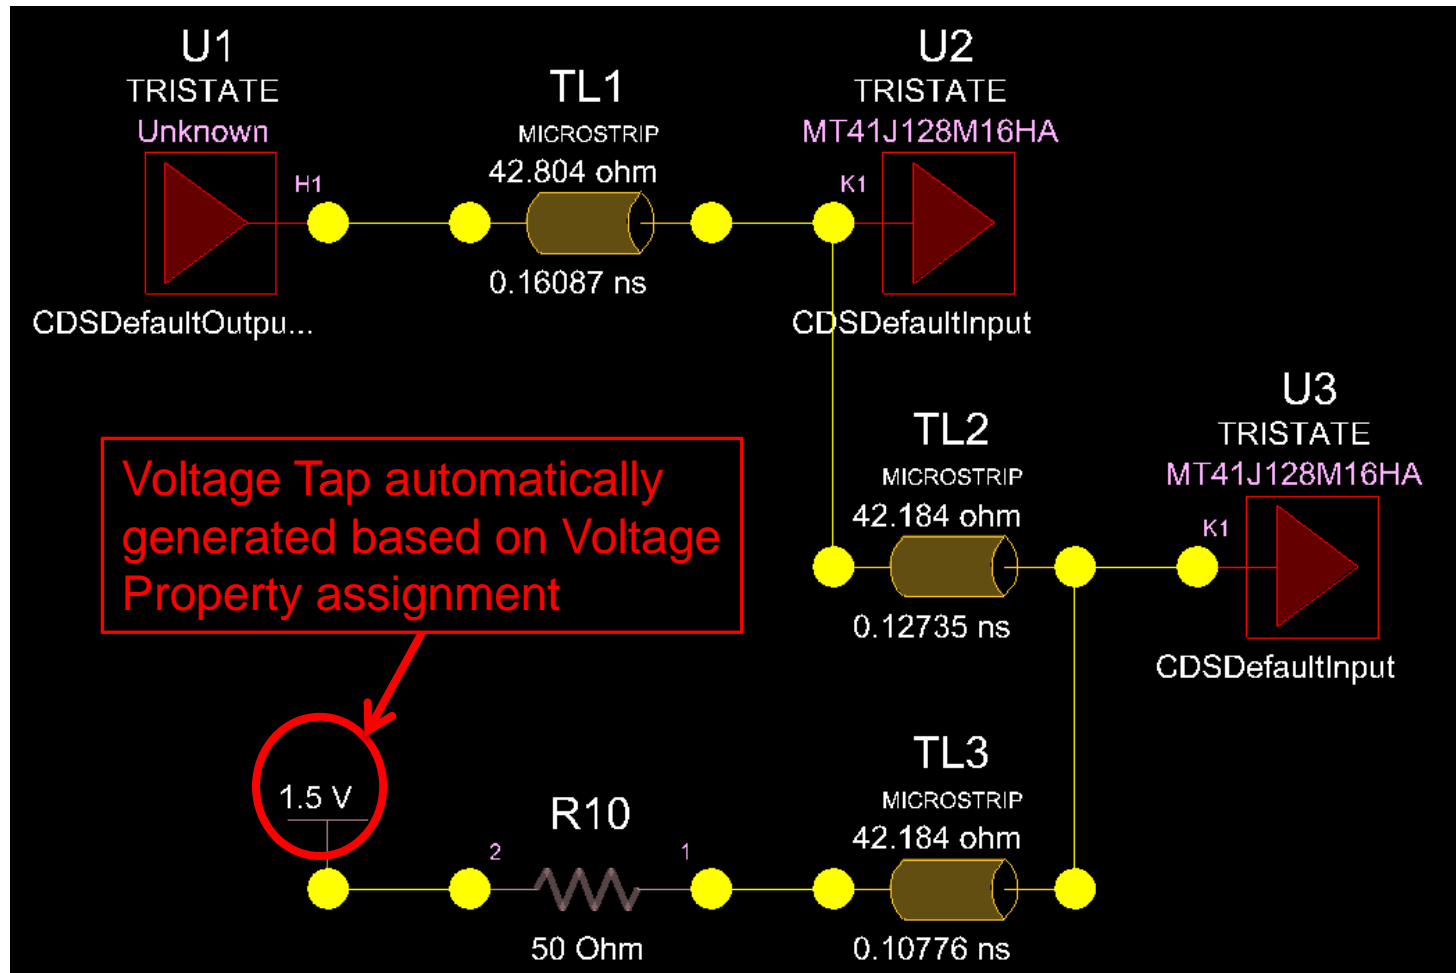 U1
TRISTATE
Unknown
H1
CDSDefaultOutpu...
TL1
MICROSTRIP
42.804 ohm
0.16087 ns
U2
TRISTATE
MT41J128M16HA
K1
CDSDefaultInput
TL2
MICROSTRIP
42.184 ohm
0.12735 ns
U3
TRISTATE
MT41J128M16HA
K1
CDSDefaultInput
Voltage Tap automatically
generated based on Voltage
Property assignment
1.5 V
R10
2
1
50 Ohm
TL3
MICROSTRIP
42.184 ohm
0.10776 ns